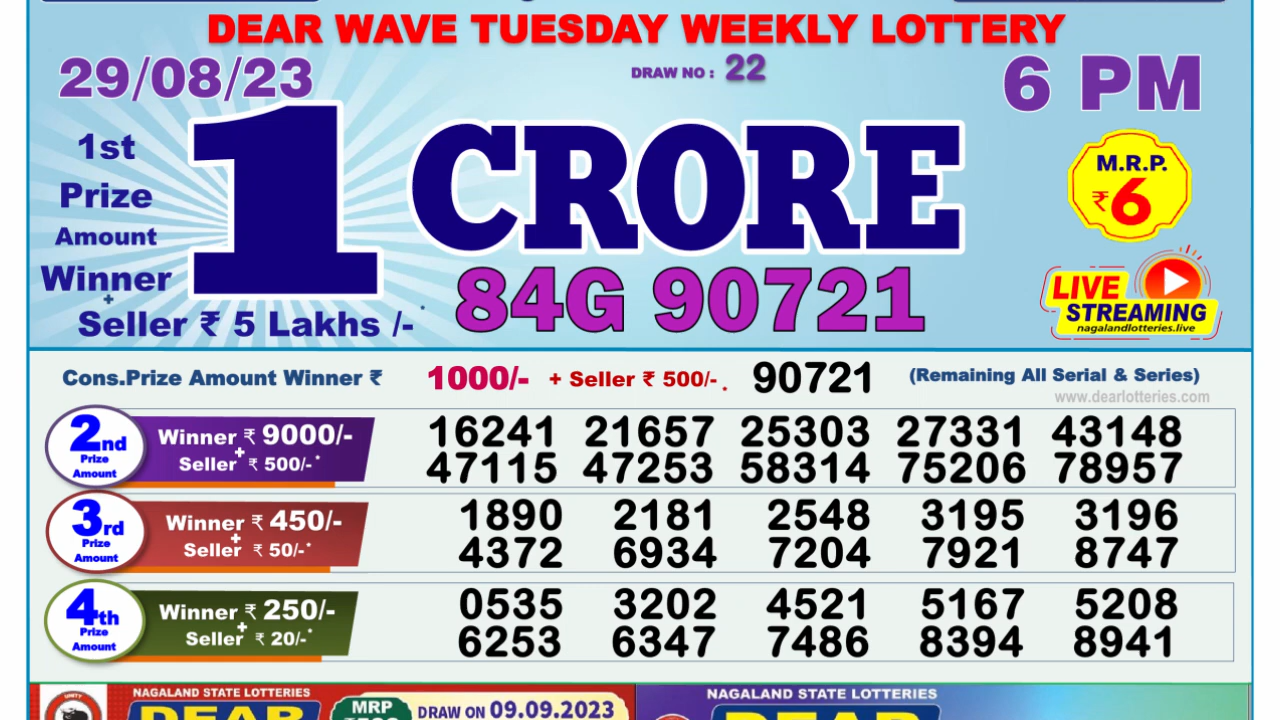 DEAR WAVE TUESDAY WEEKLY LOTTERY
29/08/23
DRAW NO : 22
6 PM
1st
Prize
Amount
Winner
+
Seller ₹ 5 Lakhs /-
1 CRORE
84G 90721
M.R.P.
₹6
LIVE
STREAMING
nagalandlotteries.live
Cons.Prize Amount Winner ₹ 1000/- + Seller ₹ 500/- . 90721 (Remaining All Serial & Series)
www.dearlotteries.com
2nd
Prize
Amount
Winner ₹ 9000/-
+
Seller ₹ 500/-*
16241 21657 25303 27331 43148
47115 47253 58314 75206 78957
3rd
Prize
Amount
Winner ₹ 450/-
+
Seller ₹ 50/-*
1890 2181 2548 3195 3196
4372 6934 7204 7921 8747
4th
Prize
Amount
Winner ₹ 250/-
+
Seller ₹ 20/-*
0535 3202 4521 5167 5208
6253 6347 7486 8394 8941
UNITY
NAGALAND STATE LOTTERIES
DEAR
MRP
DRAW ON 09.09.2023
NAGALAND STATE LOTTERIES
DEAR